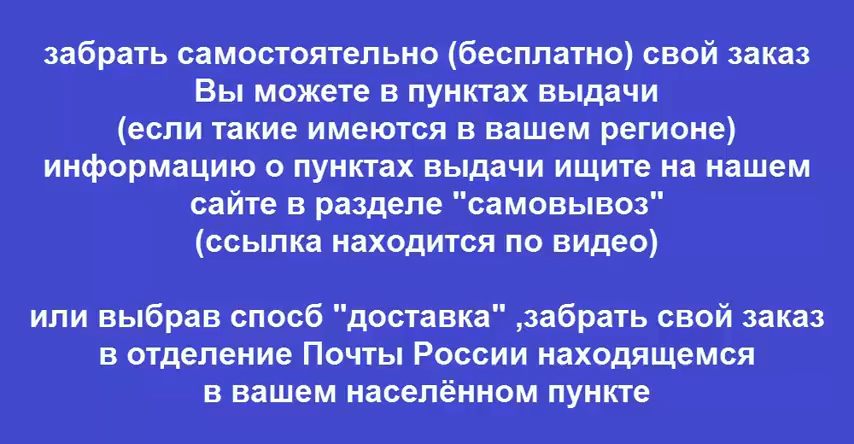 забрать самостоятельно (бесплатно) свой заказ
Вы можете в пунктах выдачи
(если такие имеются в вашем регионе)
информацию о пунктах выдачи ищите на нашем
сайте в разделе "самовывоз"
(ссылка находится по видео)
или выбрав спосб "доставка" ,забрать свой заказ
в отделение Почты России находящемся
в вашем населённом пункте